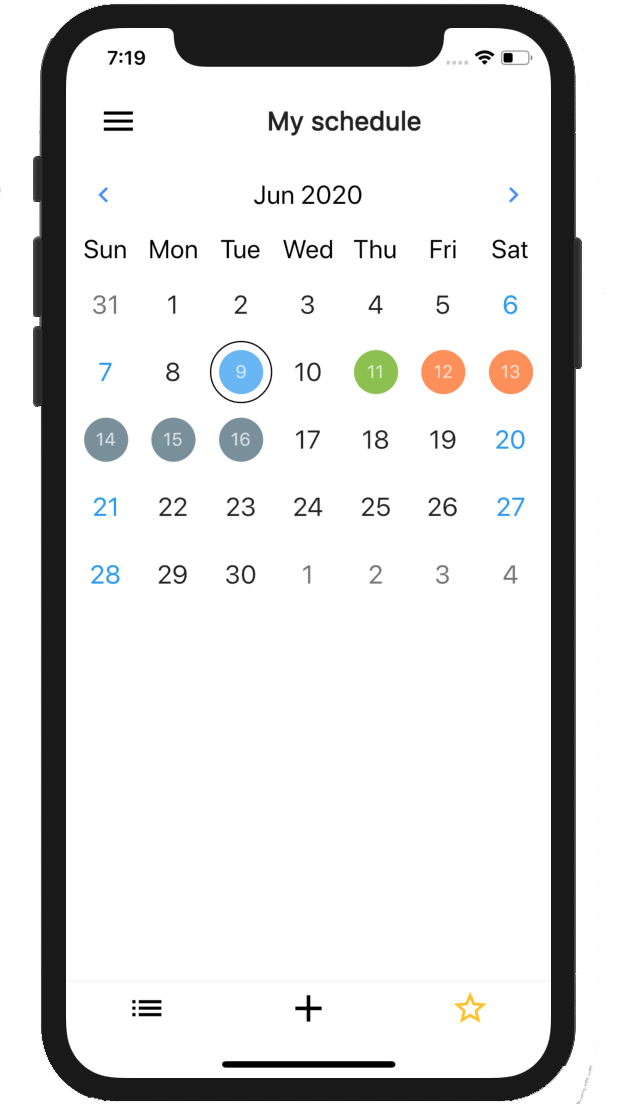 7:19
My schedule
Jun 2020
Sun Mon Tue Wed Thu Fri Sat
31 1 2 3 4 5 6
7 8 9 10 11 12 13
14 15 16 17 18 19 20
21 22 23 24 25 26 27
28 29 30 1 2 3 4